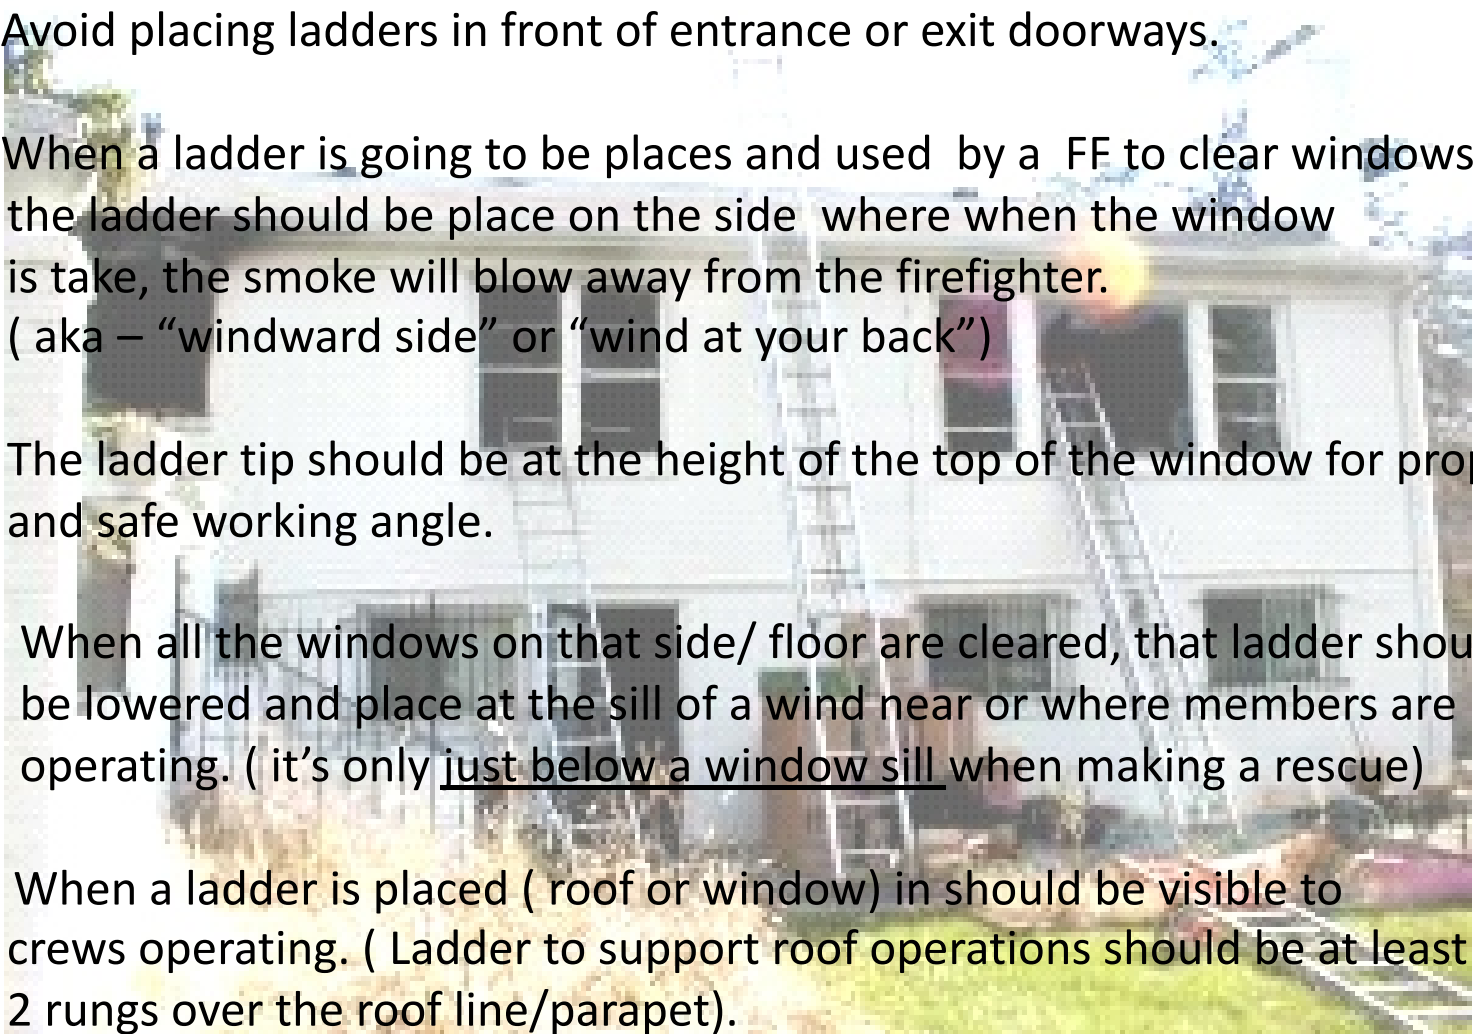 Avoid placing ladders in front of entrance or exit doorways.
When a ladder is going to be places and used by a FF to clear windows
the ladder should be place on the side where when the window
is take, the smoke will blow away from the firefighter.
( aka – “windward side” or “wind at your back”)
The ladder tip should be at the height of the top of the window for
and safe working angle.
When all the windows on that side/ floor are cleared, that ladder
be lowered and place at the sill of a wind near or where members are
operating. ( it’s only just below a window sill when making a rescue)
When a ladder is placed ( roof or window) in should be visible to
crews operating. ( Ladder to support roof operations should be at least
2 rungs over the roof line/parapet).